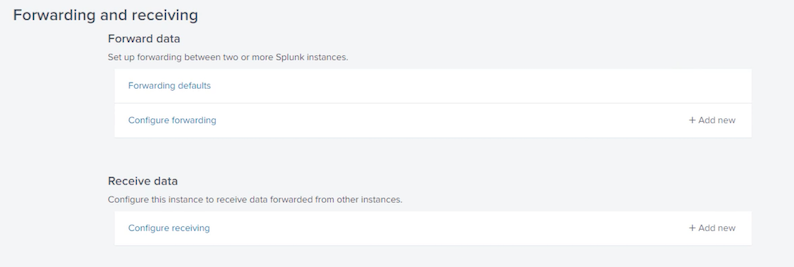 Forwarding and receiving
Forward data
Set up forwarding between two or more Splunk instances.
Forwarding defaults
Configure forwarding + Add new
Receive data
Configure this instance to receive data forwarded from other instances.
Configure receiving + Add new